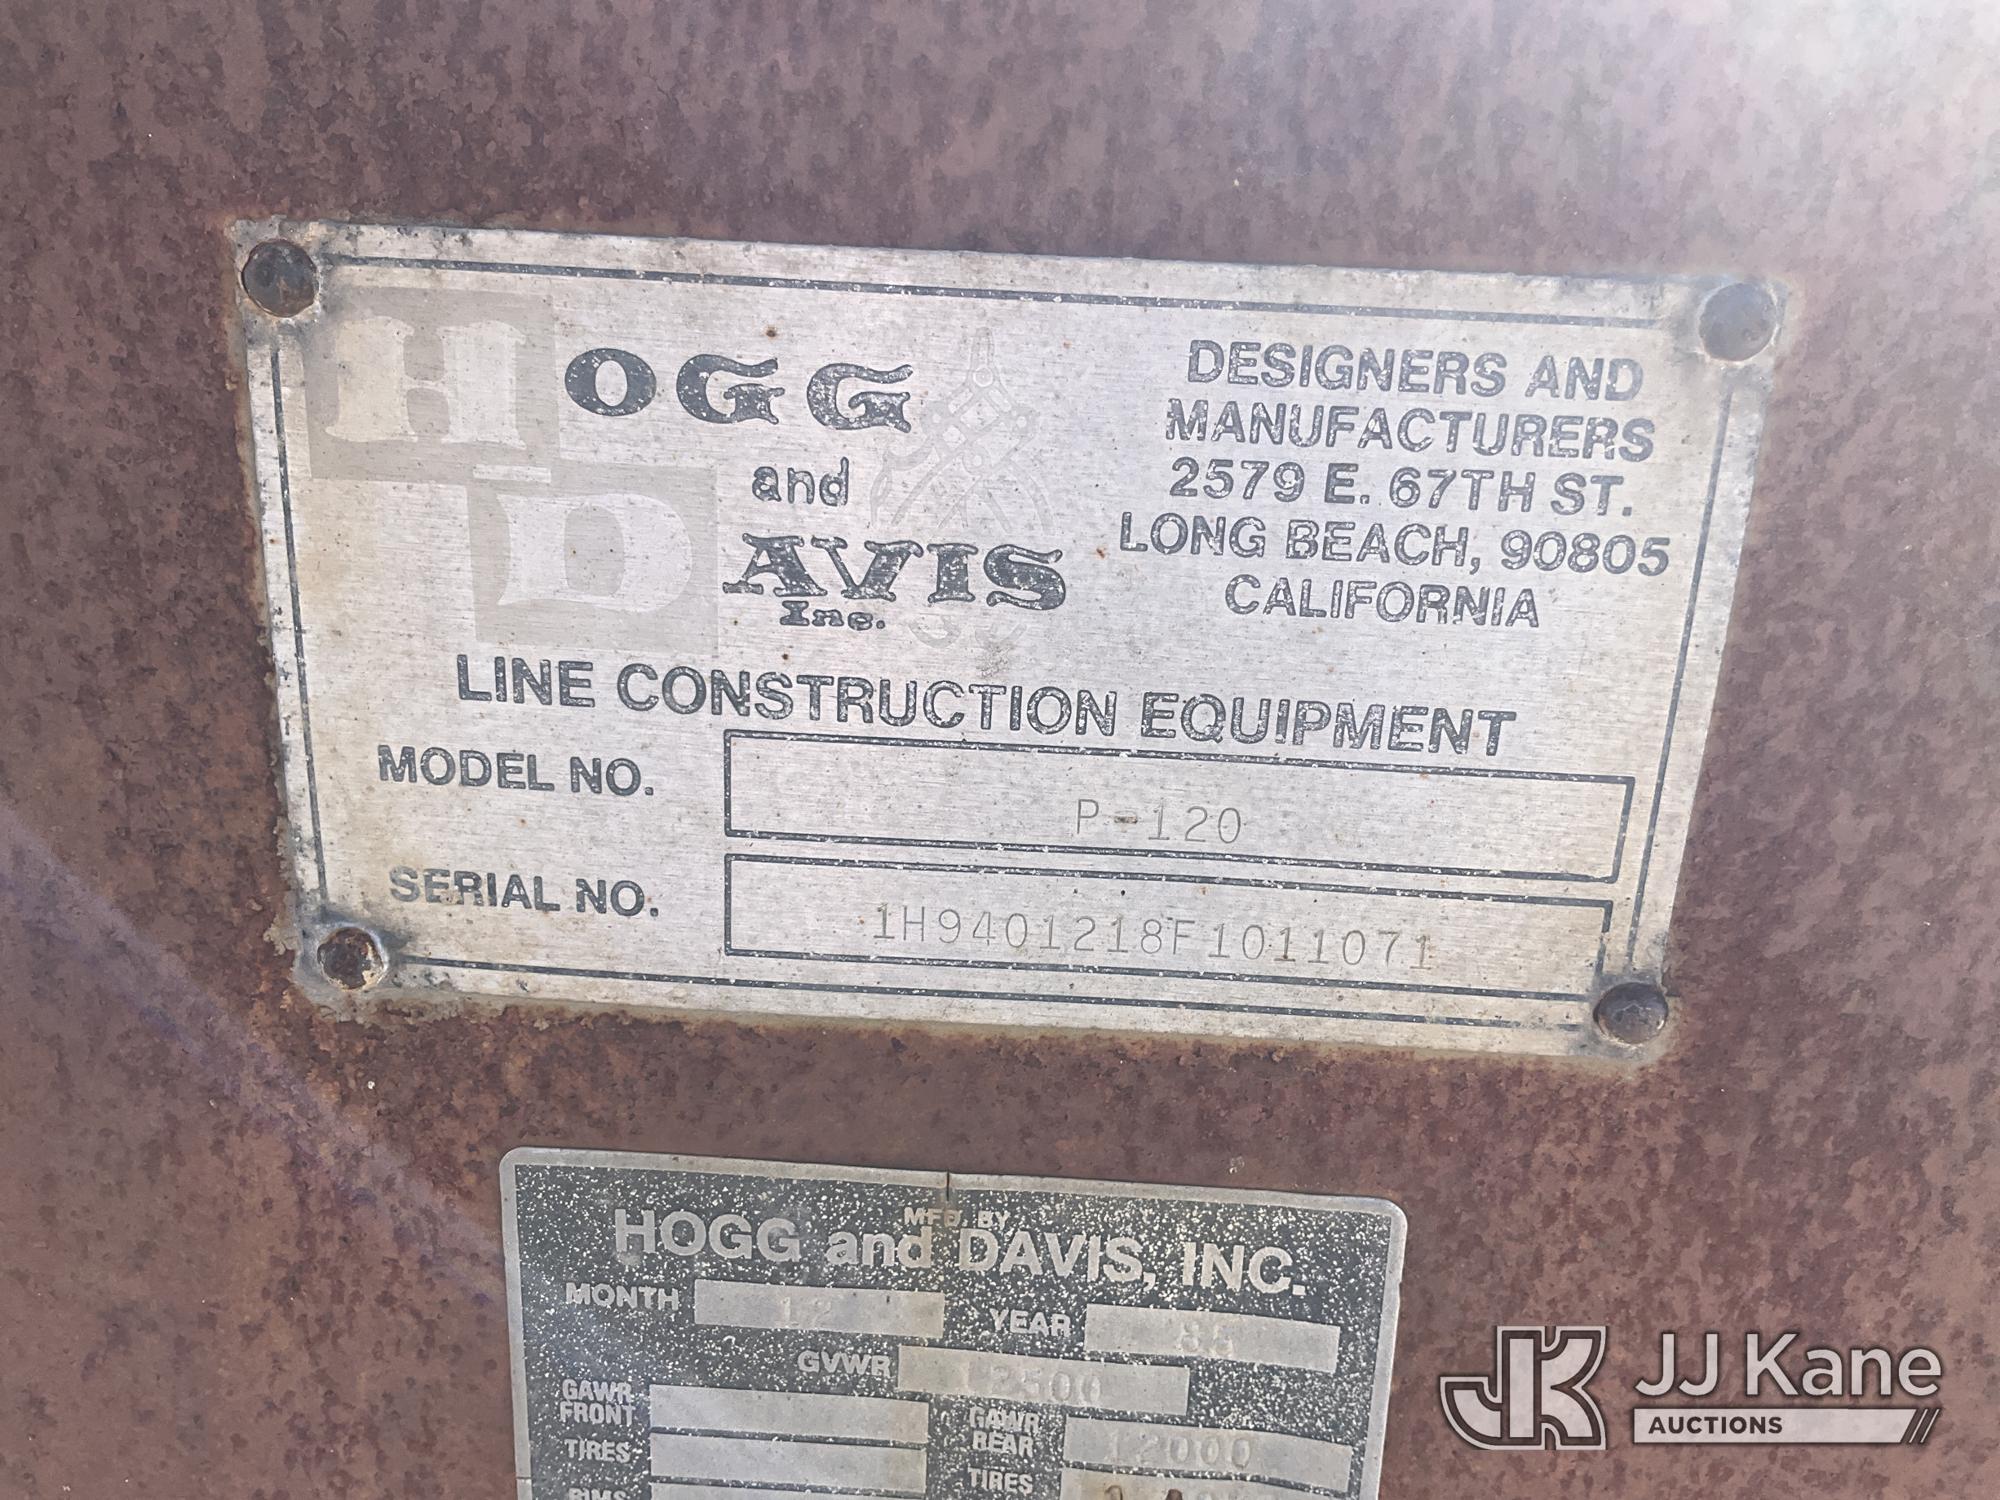 HOGG
and
DAVIS
Inc.
DESIGNERS AND
MANUFACTURERS
2579 E. 67TH ST.
LONG BEACH, 90805
CALIFORNIA
LINE CONSTRUCTION EQUIPMENT
MODEL NO. P-120
SERIAL NO. 1H9401218F1011071
MFD. BY
HOGG and DAVIS, INC.
MONTH 12 YEAR 85
GVWR 12500
GAWR FRONT
GAWR REAR 12000
TIRES
TIRES
RIMS
JK JJ Kane
AUCTIONS